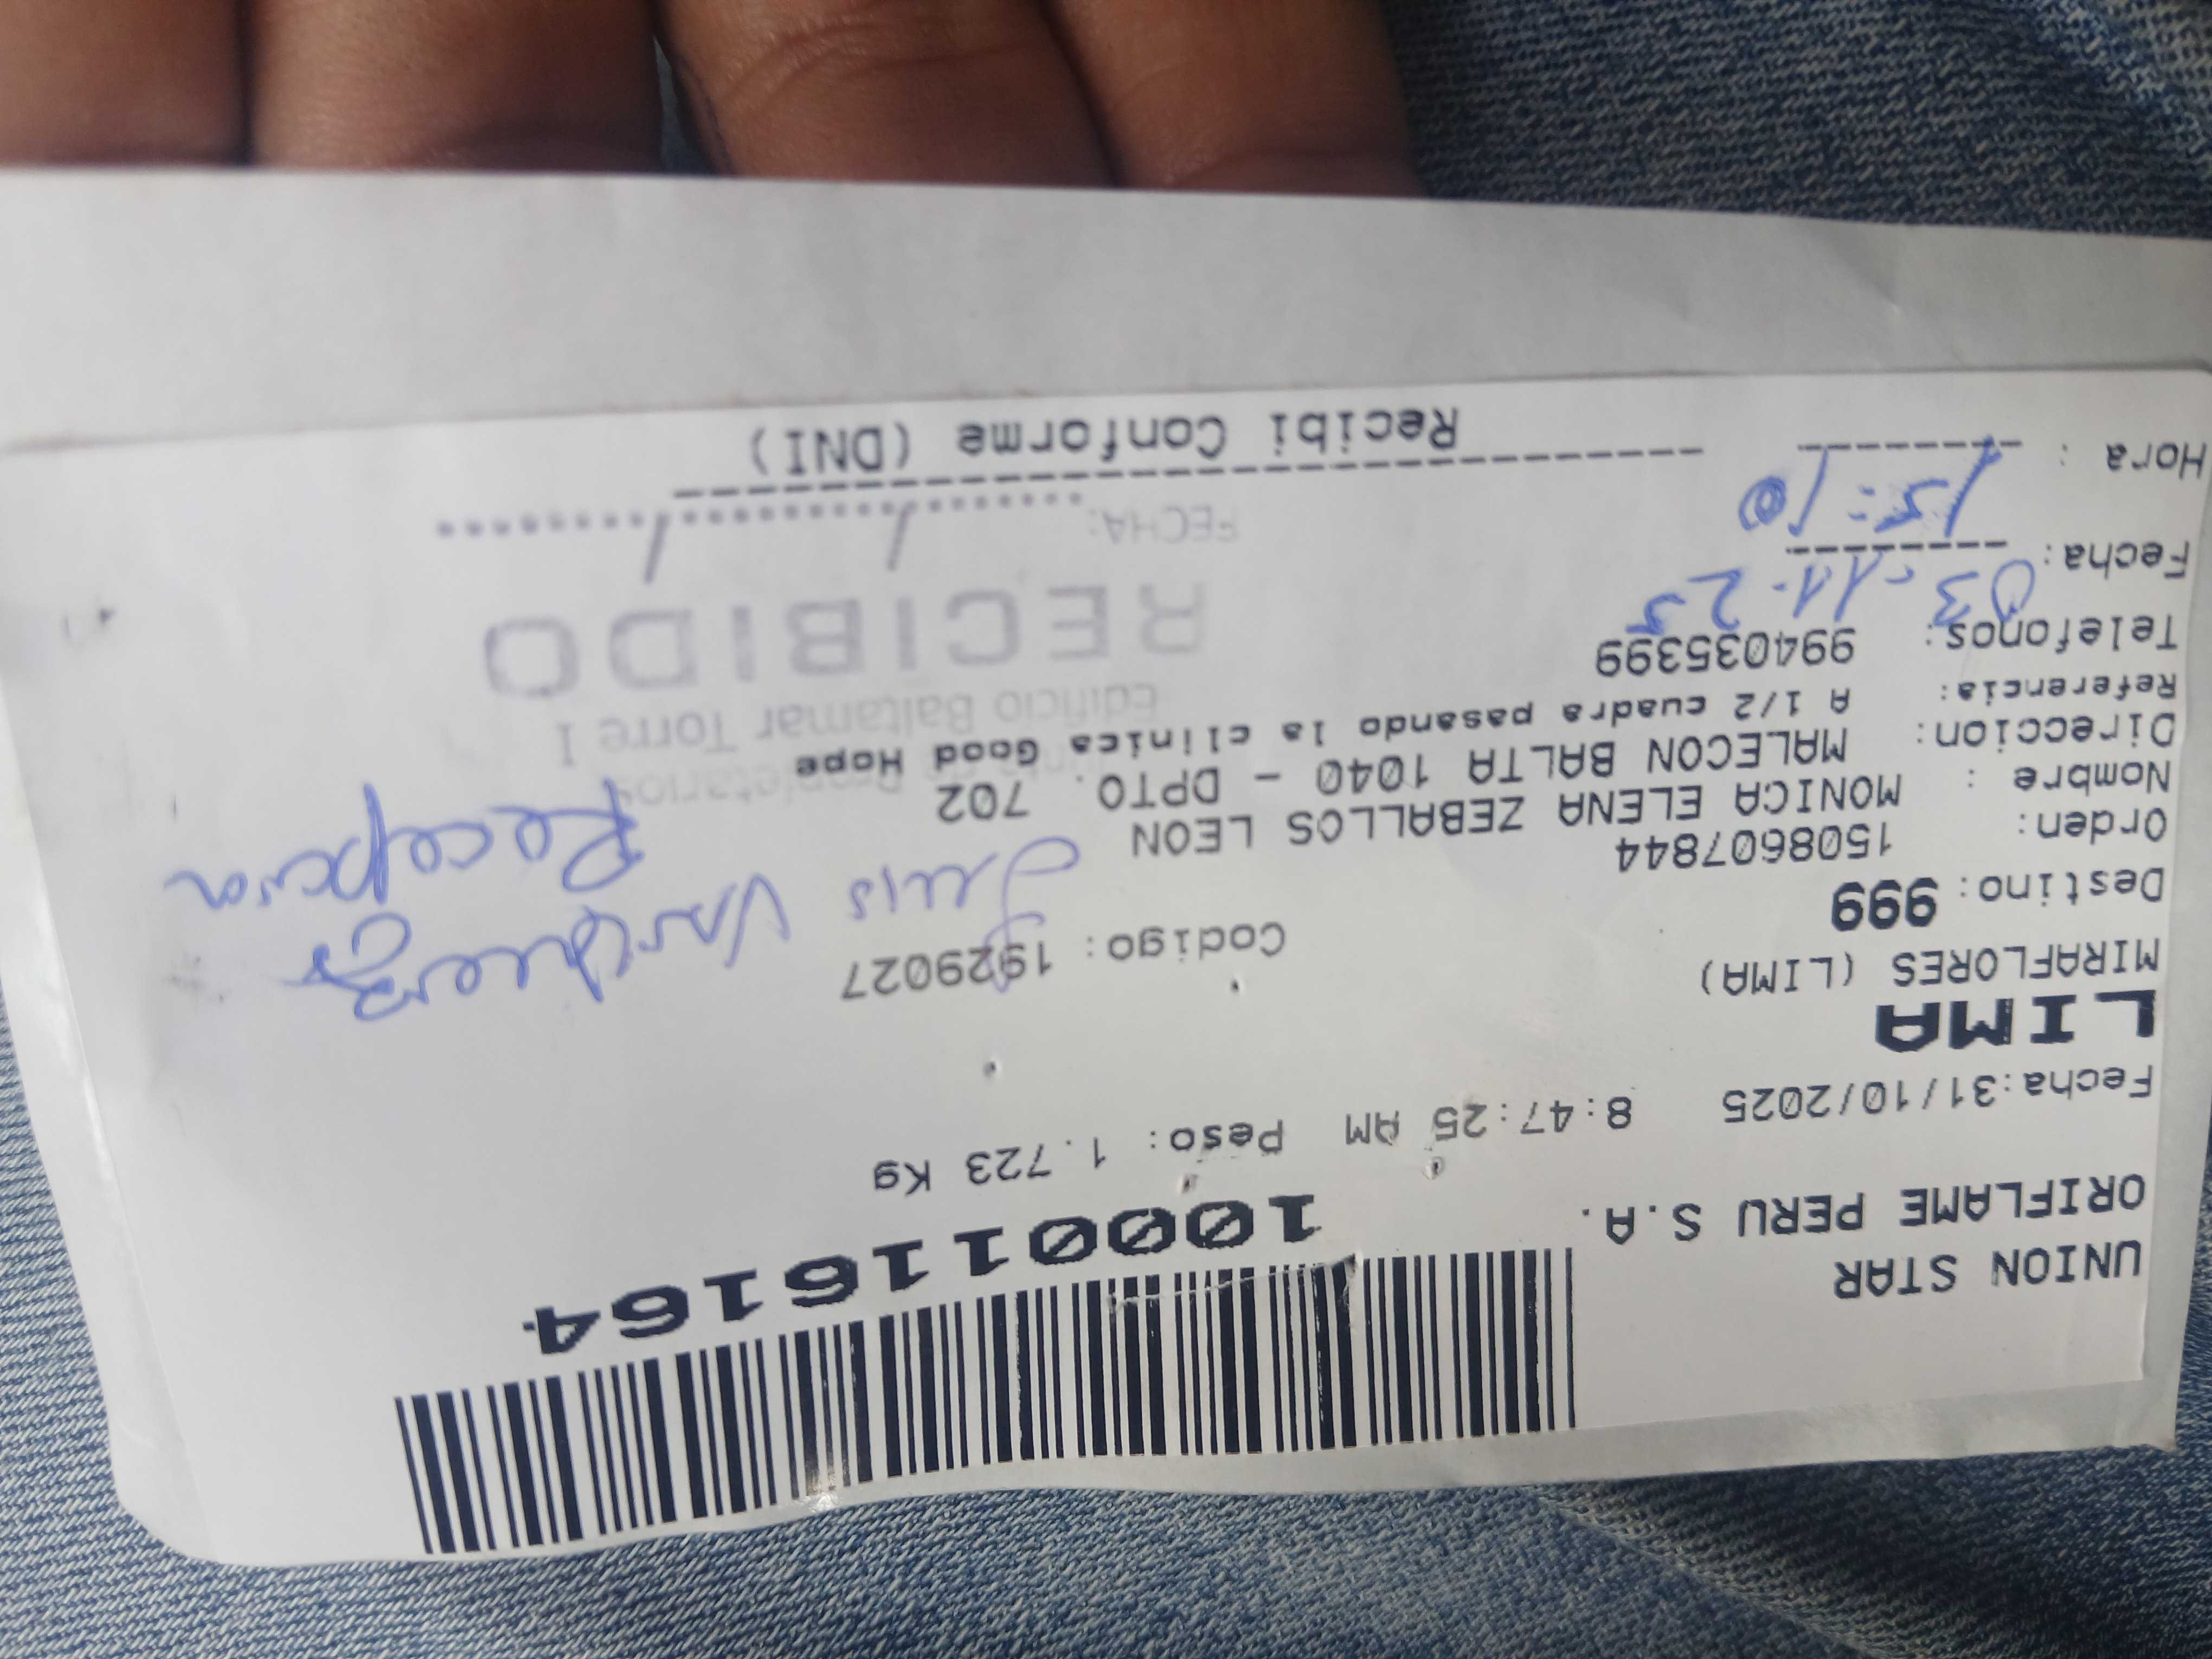 UNION STAR
ORIFLAME PERU S.A.
1000116164
Fecha:31/10/2025 8:47:25 AM Peso: 1.723 Kg
LIMA
MIRAFLORES (LIMA)
Destino: 999 Codigo: 1929027
Orden: 1508607844
Nombre : MONICA ELENA ZEBALLOS LEON
Direccion: MALECON BALTA 1040 - DPTO. 702
Referencia: A 1/2 cuadra pasando la clinica Good Hope
Telefonos: 994035399
Fecha: 03-11-25
Hora : 15:10
Recibi Conforme (DNI)
Luis
Recepcion
Propietarios
Edificio Baltamar Torre I
RECIBIDO
FECHA: ......../......../........